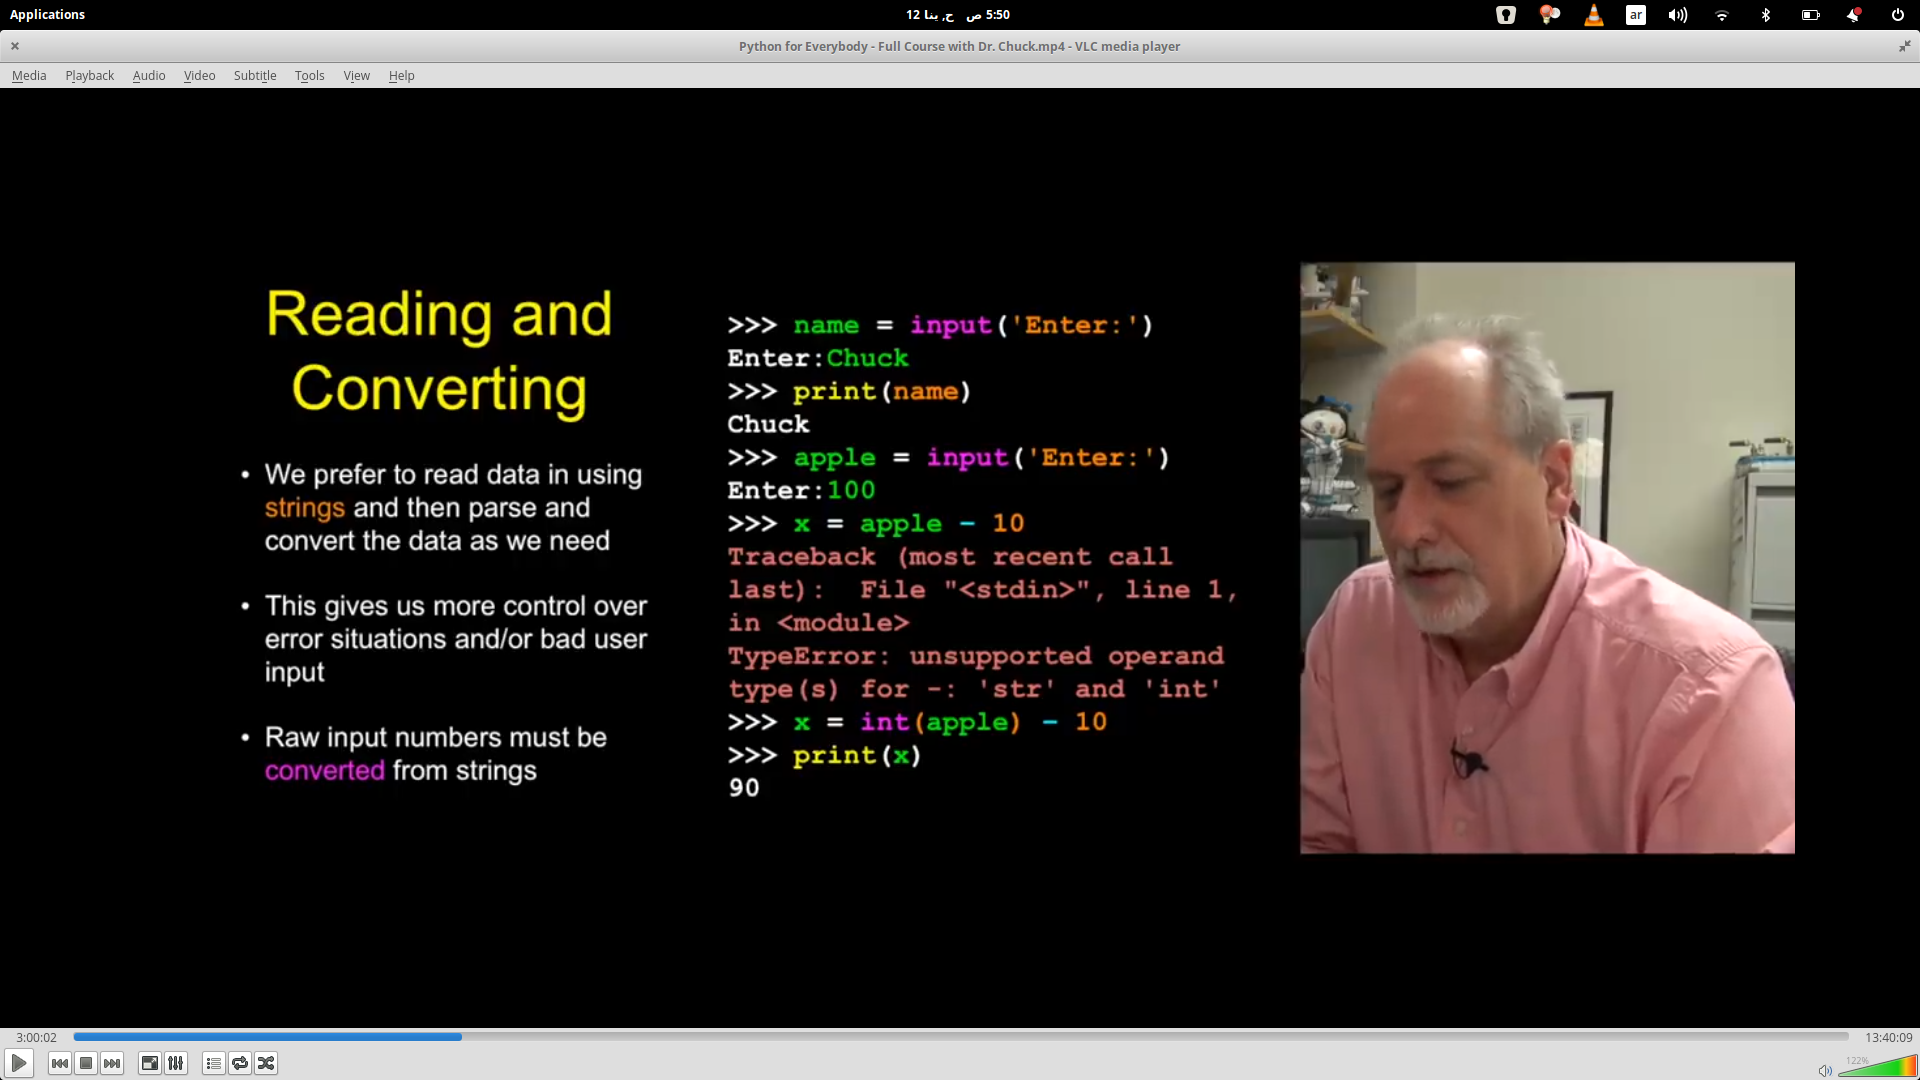 Applications
12 ح, ينا 5:50 ص
ar
Python for Everybody - Full Course with Dr. Chuck.mp4 - VLC media player
Media Playback Audio Video Subtitle Tools View Help
Reading and
Converting
• We prefer to read data in using
strings and then parse and
convert the data as we need
• This gives us more control over
error situations and/or bad user
input
• Raw input numbers must be
converted from strings
>>> name = input('Enter:')
Enter:Chuck
>>> print(name)
Chuck
>>> apple = input('Enter:')
Enter:100
>>> x = apple - 10
Traceback (most recent call
last): File "<stdin>", line 1,
in <module>
TypeError: unsupported operand
type(s) for -: 'str' and 'int'
>>> x = int(apple) - 10
>>> print(x)
90
3:00:02
13:40:09
122%